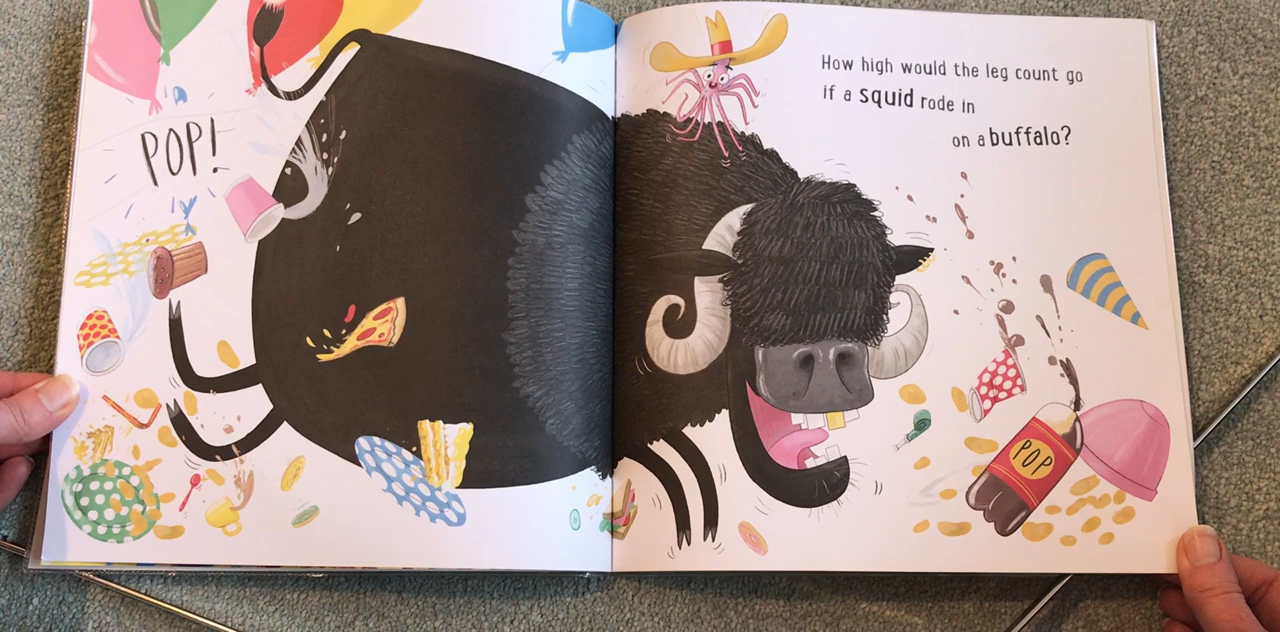 POP!
How high would the leg count go
if a squid rode in
on a buffalo?
POP